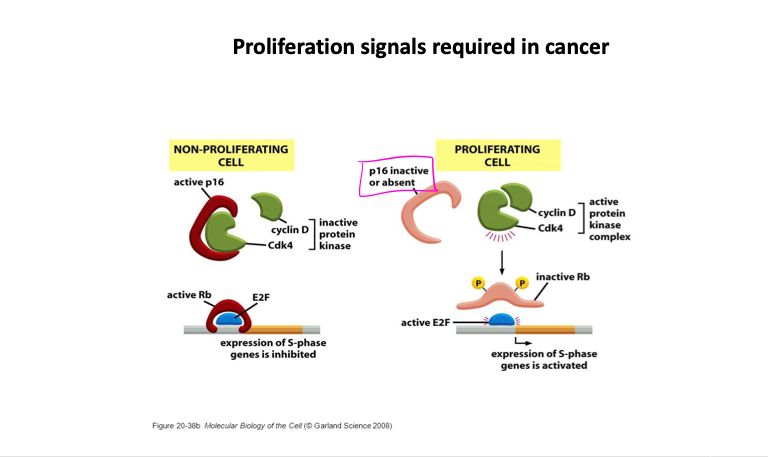 Proliferation signals required in cancer
NON-PROLIFERATING
CELL
active p16
cyclin D
Cdk4
inactive
protein
kinase
active Rb
E2F
expression of S-phase
genes is inhibited
PROLIFERATING
CELL
p16 inactive
or absent
cyclin D
Cdk4
active
protein
kinase
complex
P
P
inactive Rb
active E2F
expression of S-phase
genes is activated
Figure 20-38b Molecular Biology of the Cell (© Garland Science 2008)